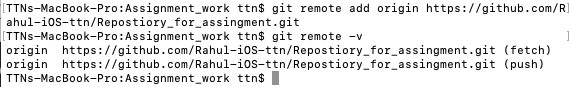 [TTNs-MacBook-Pro:Assignment_work ttn$ git remote add origin https://github.com/R]
ahul-iOS-ttn/Repostiory_for_assingment.git
[TTNs-MacBook-Pro:Assignment_work ttn$ git remote -v ]
origin  https://github.com/Rahul-iOS-ttn/Repostiory_for_assingment.git (fetch)
origin  https://github.com/Rahul-iOS-ttn/Repostiory_for_assingment.git (push)
TTNs-MacBook-Pro:Assignment_work ttn$